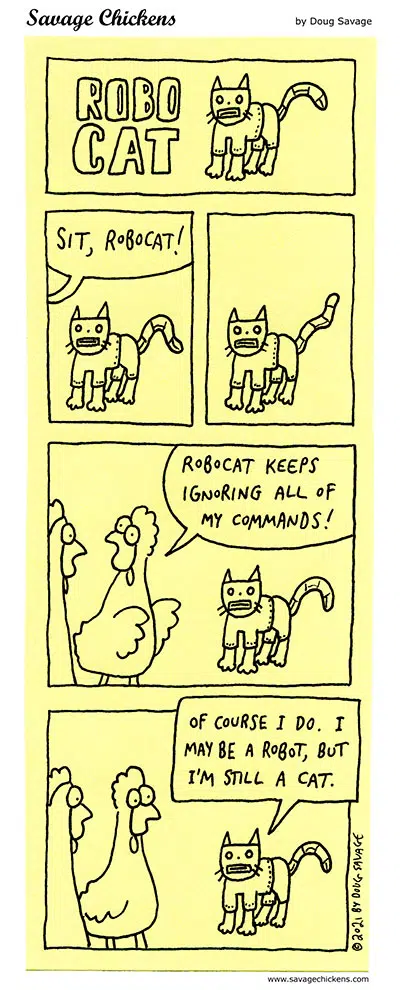 Savage Chickens
by Doug Savage
ROBO
CAT
SIT, ROBOCAT!
ROBOCAT KEEPS
IGNORING ALL OF
MY COMMANDS!
OF COURSE I DO. I
MAY BE A ROBOT, BUT
I'M STILL A CAT.
©2021 BY DOUG SAVAGE
www.savagechickens.com